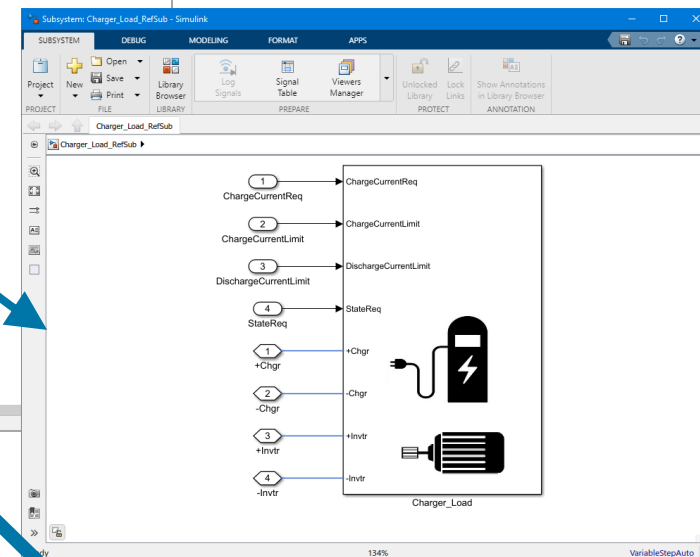 Subsystem: Charger_Load_RefSub - Simulink
SUBSYSTEM DEBUG MODELING FORMAT APPS
Project New Open Save Print Library Browser Log Signals Signal Table Viewers Manager Unlocked Library Lock Links Show Annotations in Library Browser
PROJECT FILE LIBRARY PREPARE PROTECT ANNOTATION
Charger_Load_RefSub
Charger_Load_RefSub
1 ChargeCurrentReq
ChargeCurrentReq
2 ChargeCurrentLimit
ChargeCurrentLimit
3 DischargeCurrentLimit
DischargeCurrentLimit
4 StateReq
StateReq
1 +Chgr
+Chgr
2 -Chgr
-Chgr
3 +Invtr
+Invtr
4 -Invtr
-Invtr
Charger_Load
134% VariableStepAuto